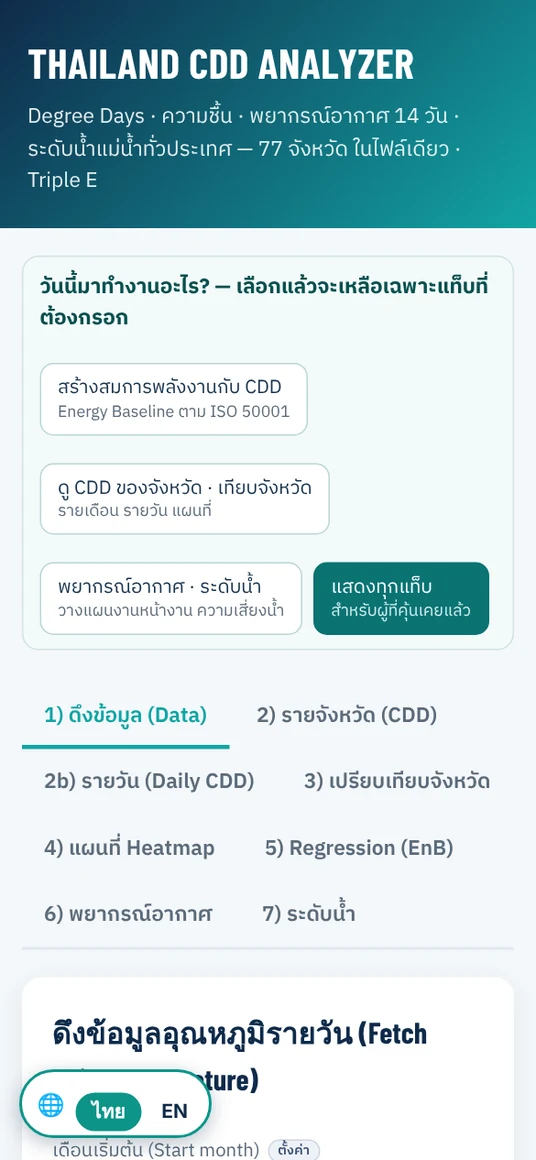 THAILAND CDD ANALYZER
Degree Days · ความชื้น · พยากรณ์อากาศ 14 วัน ·
ระดับน้ำแม่น้ำทั่วประเทศ — 77 จังหวัด ในไฟล์เดียว ·
Triple E
วันนี้มาทำงานอะไร? — เลือกแล้วจะเหลือเฉพาะแท็บที่
ต้องกรอก
สร้างสมการพลังงานกับ CDD
Energy Baseline ตาม ISO 50001
ดู CDD ของจังหวัด · เทียบจังหวัด
รายเดือน รายวัน แผนที่
พยากรณ์อากาศ · ระดับน้ำ
วางแผนงานหน้างาน ความเสี่ยงน้ำ
แสดงทุกแท็บ
สำหรับผู้ที่คุ้นเคยแล้ว
1) ดึงข้อมูล (Data)
2) รายจังหวัด (CDD)
2b) รายวัน (Daily CDD)
3) เปรียบเทียบจังหวัด
4) แผนที่ Heatmap
5) Regression (EnB)
6) พยากรณ์อากาศ
7) ระดับน้ำ
ดึงข้อมูลอุณหภูมิรายวัน (Fetch
ไทย EN
เดือนเริ่มต้น (Start month) ตั้งค่า